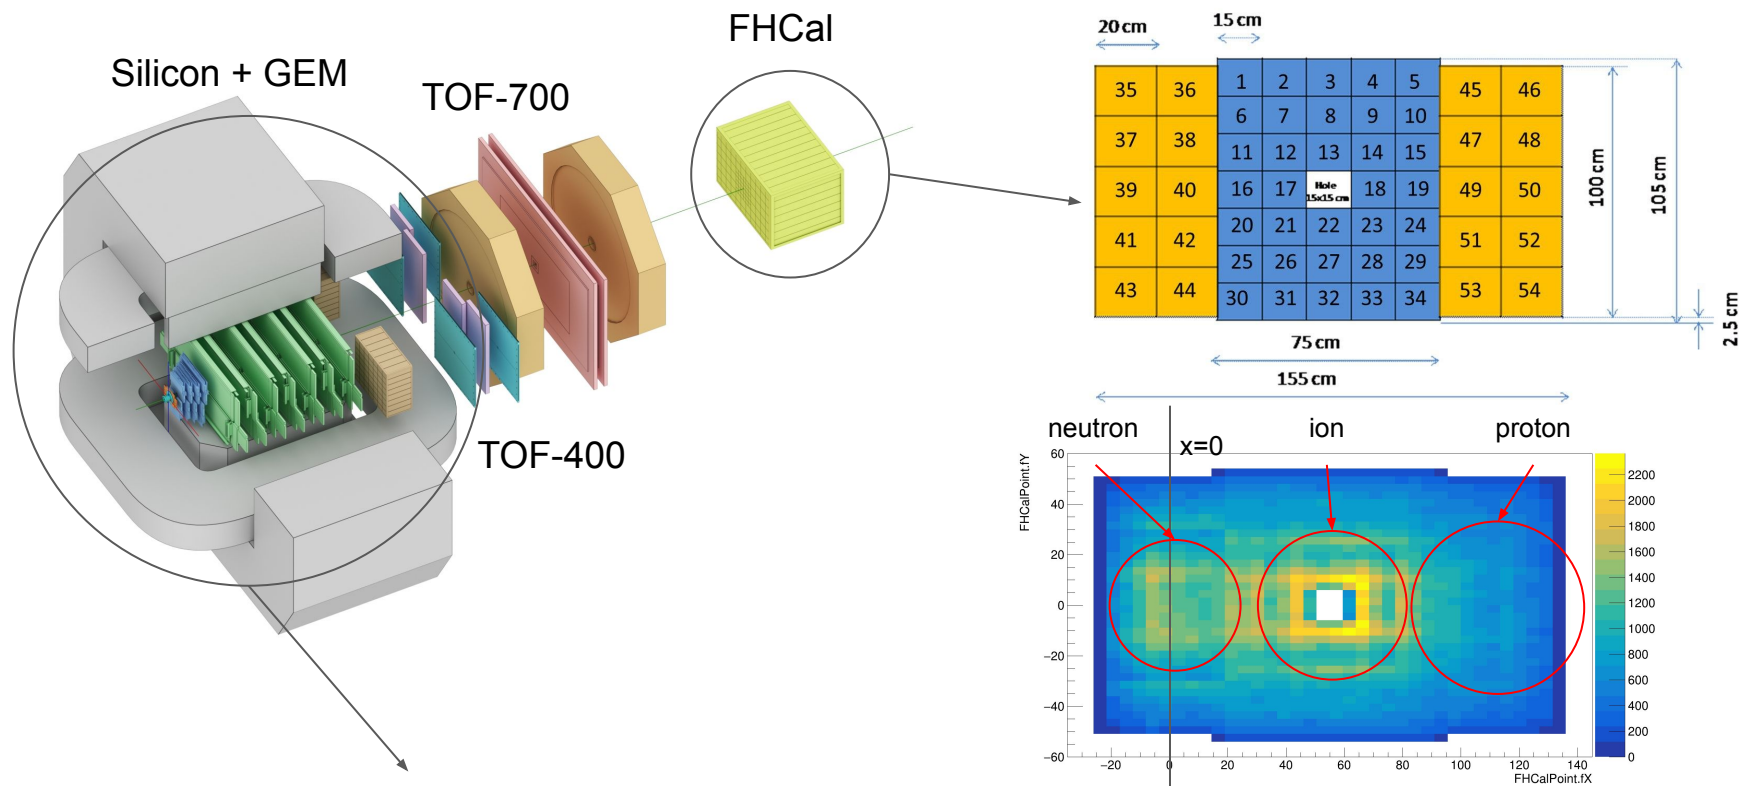 FHCal
Silicon + GEM
TOF-700
TOF-400
20 cm
15 cm
35 36 1 2 3 4 5 45 46
6 7 8 9 10
37 38 11 12 13 14 15 47 48
39 40 16 17 Hole 18 19 49 50
15x15 cm
41 42 20 21 22 23 24 51 52
25 26 27 28 29
43 44 30 31 32 33 34 53 54
100 cm
105 cm
2.5 cm
75 cm
155 cm
neutron ion proton
x=0
FHCalPoint.fY
60
40
20
0
−20
−40
−60
−20 0 20 40 60 80 100 120 140
FHCalPoint.fX
2200
2000
1800
1600
1400
1200
1000
800
600
400
200
0